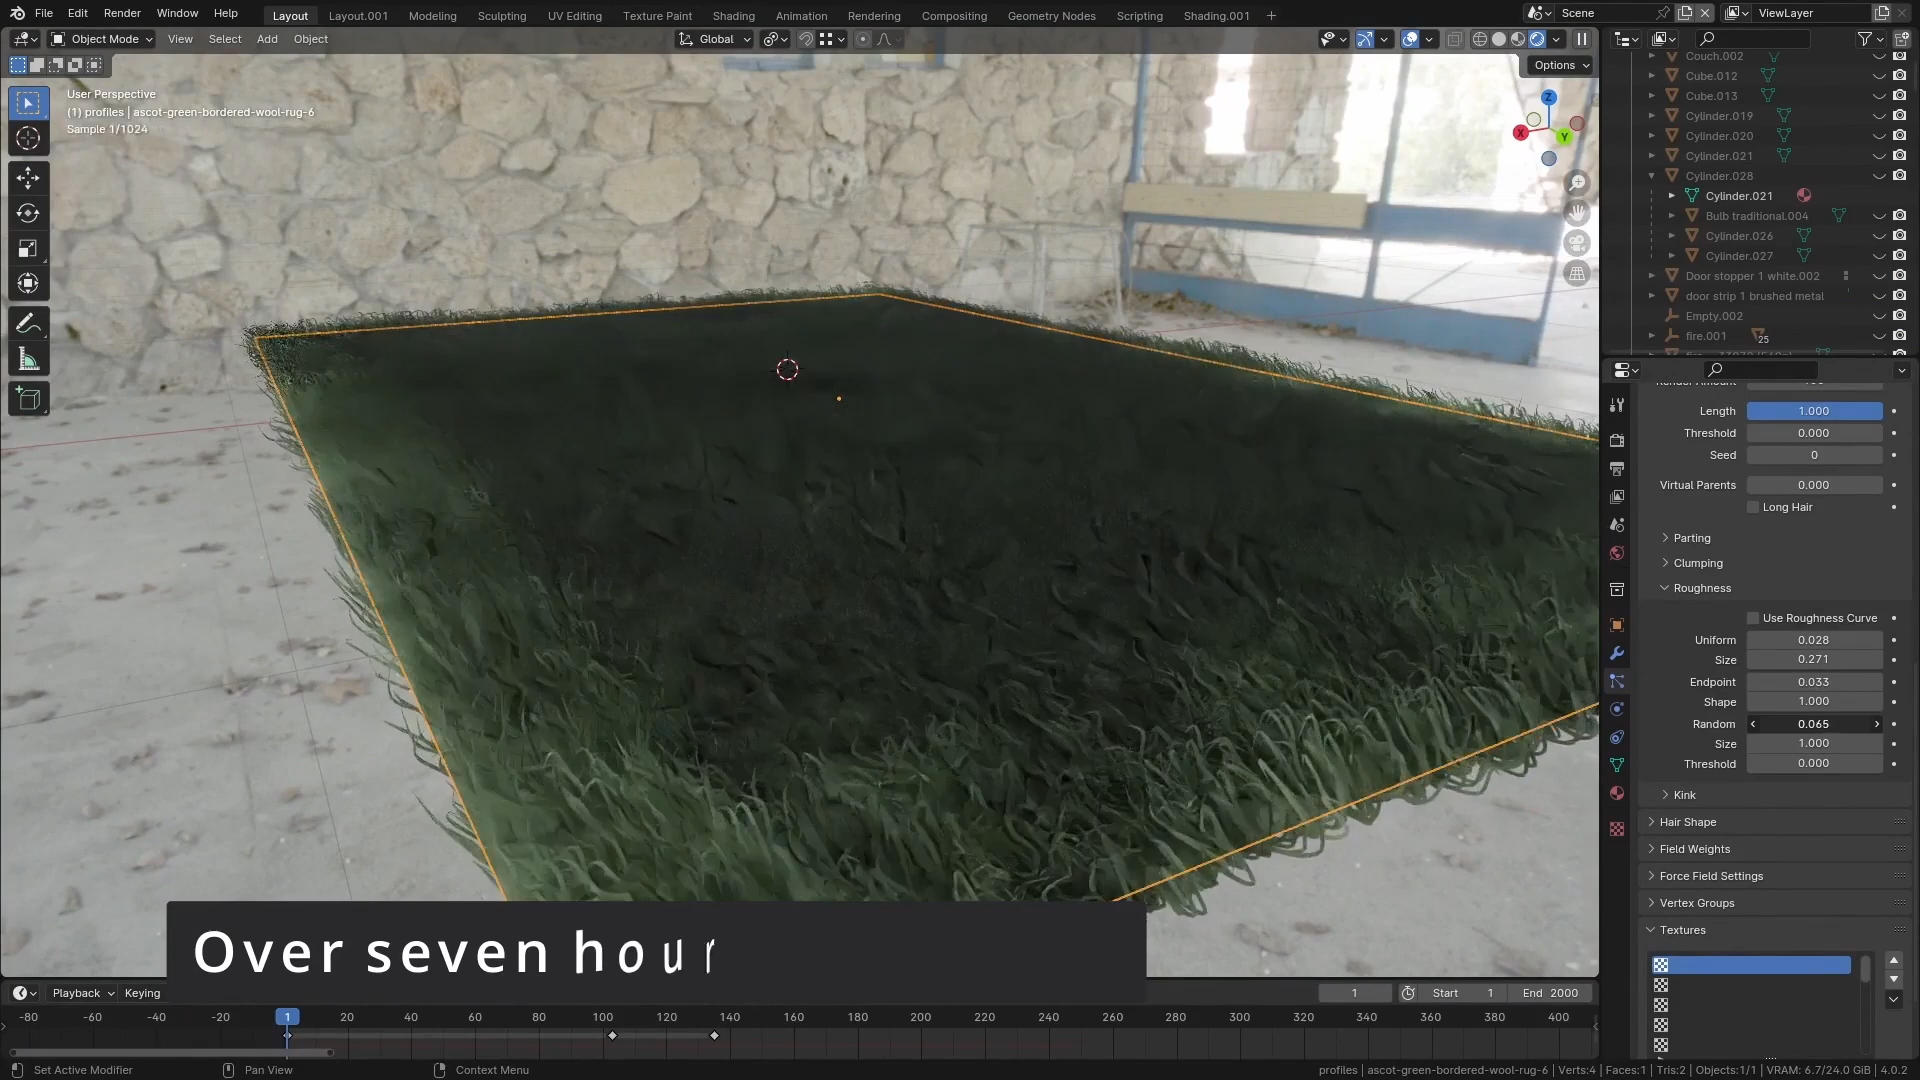 File Edit Render Window Help Layout Layout.001 Modeling Sculpting UV Editing Texture Paint Shading Animation Rendering Compositing Geometry Nodes Scripting Shading.001 + Scene ViewLayer
Object Mode View Select Add Object Global
Options
User Perspective
(1) profiles | ascot-green-bordered-wool-rug-6
Sample 1/1024
Z
X
Y
Couch.002
Cube.012
Cube.013
Cylinder.019
Cylinder.020
Cylinder.021
Cylinder.028
Cylinder.021
Bulb traditional.004
Cylinder.026
Cylinder.027
Door stopper 1 white.002
door strip 1 brushed metal
Empty.002
fire.001 25
Length 1.000
Threshold 0.000
Seed 0
Virtual Parents 0.000
Long Hair
Parting
Clumping
Roughness
Use Roughness Curve
Uniform 0.028
Size 0.271
Endpoint 0.033
Shape 1.000
Random 0.065
Size 1.000
Threshold 0.000
Kink
Hair Shape
Field Weights
Force Field Settings
Vertex Groups
Textures
Over seven hour
Playback Keying 1 Start 1 End 2000
-80 -60 -40 -20 1 20 40 60 80 100 120 140 160 180 200 220 240 260 280 300 320 340 360 380 400
Set Active Modifier Pan View Context Menu profiles | ascot-green-bordered-wool-rug-6 | Verts:4 | Faces:1 | Tris:2 | Objects:1/1 | VRAM: 6.7/24.0 GiB | 4.0.2